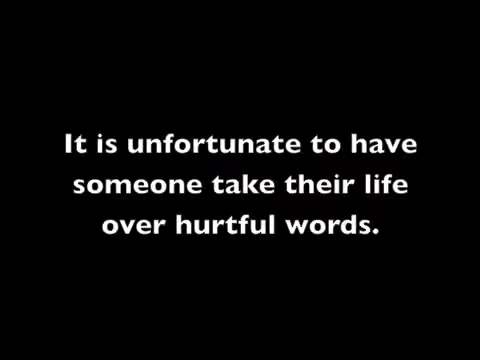 It is unfortunate to have
someone take their life
over hurtful words.